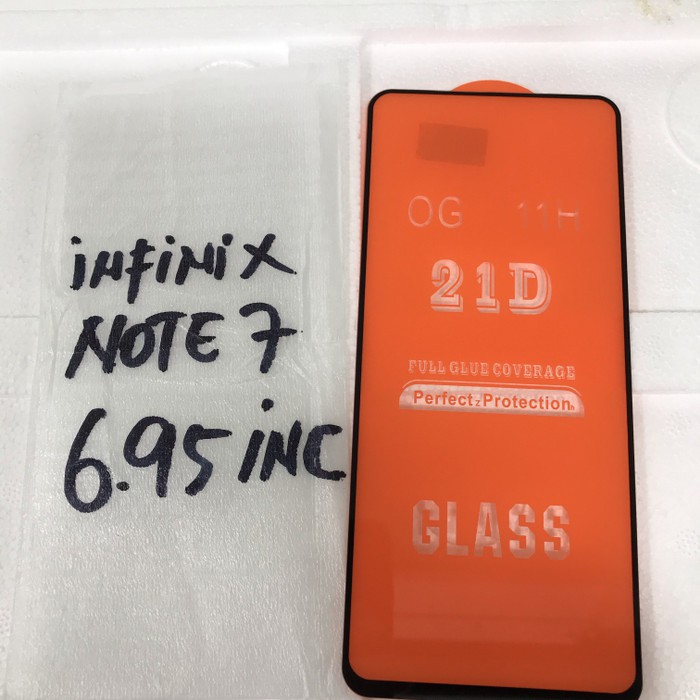 iNFiNiX
NOTE 7
6.95 iNC
OG 11H
21D
FULL GLUE COVERAGE
Perfect Protection
GLASS